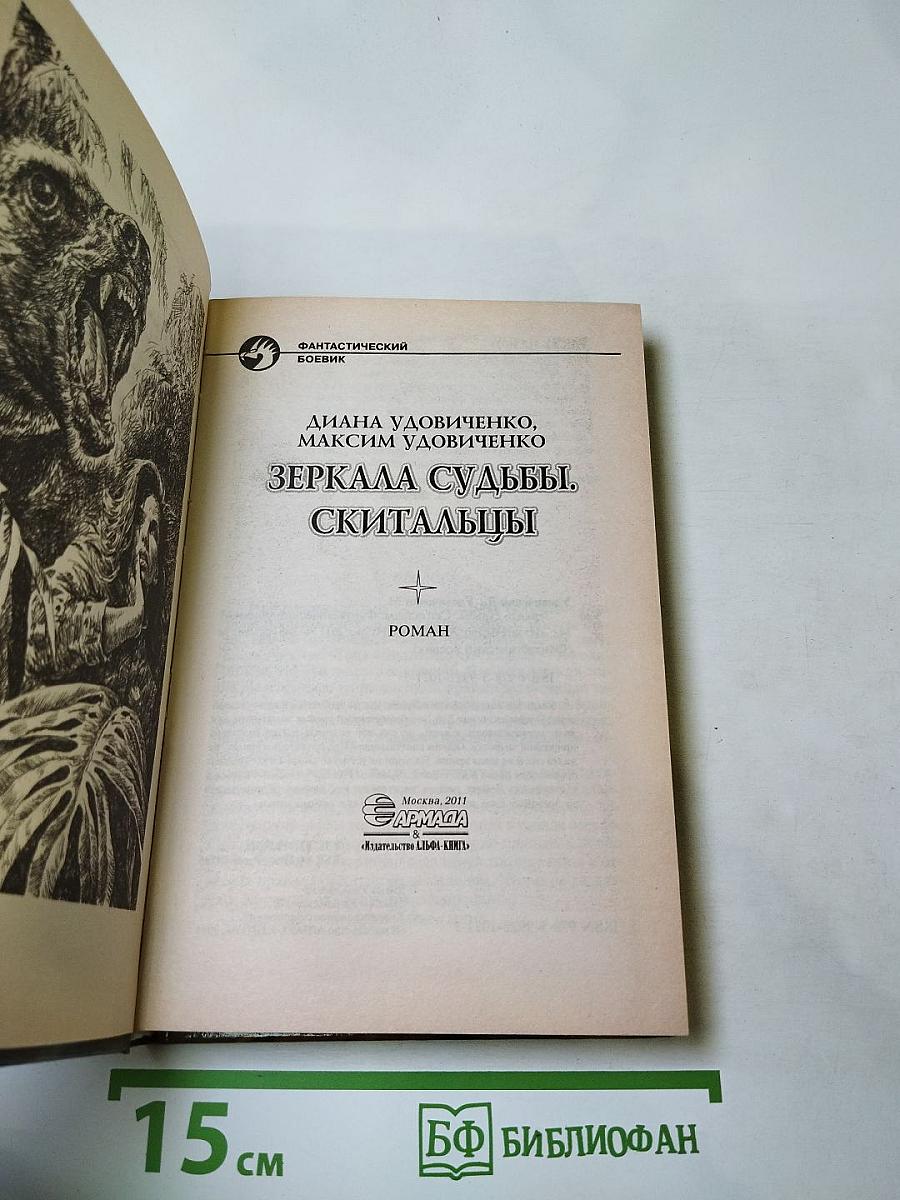 ФАНТАСТИЧЕСКИЙ
БОЕВИК
ДИАНА УДОВИЧЕНКО,
МАКСИМ УДОВИЧЕНКО
ЗЕРКАЛА СУДЬБЫ.
СКИТАЛЬЦЫ
РОМАН
Москва, 2011
АРМАДА
&
«Издательство АЛЬФА-КНИГА»
15 см
БФ БИБЛИОФАН